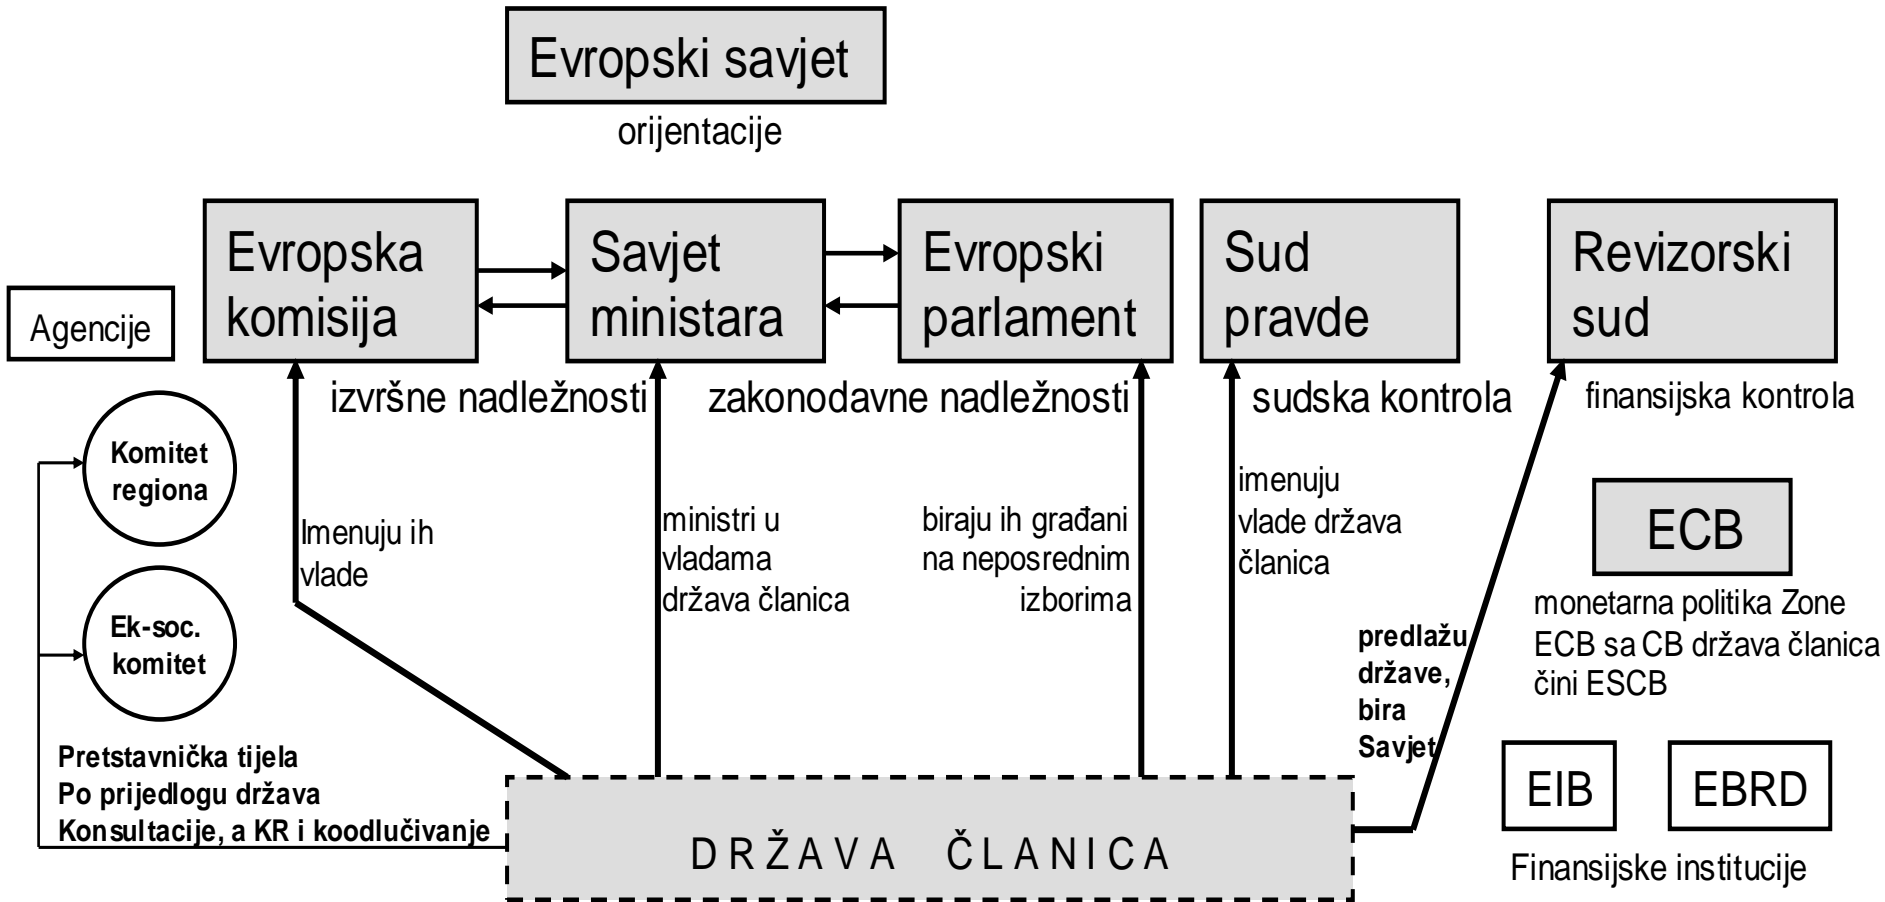 Evropski savjet
orijentacije
Evropska
komisija
Savjet
ministara
Evropski
parlament
Sud
pravde
Revizorski
sud
Agencije
izvršne nadležnosti
zakonodavne nadležnosti
sudska kontrola
finansijska kontrola
Komitet
regiona
Ek-soc.
komitet
Imenuju ih
vlade
ministri u
vladama
država članica
biraju ih građani
na neposrednim
izborima
imenuju
vlade država
članica
predlažu
države,
bira
Savjet
ECB
monetarna politika Zone
ECB sa CB država članica
čini ESCB
Pretstavnička tijela
Po prijedlogu država
Konsultacije, a KR i koodlučivanje
DRŽAVA ČLANICA
EIB
EBRD
Finansijske institucije